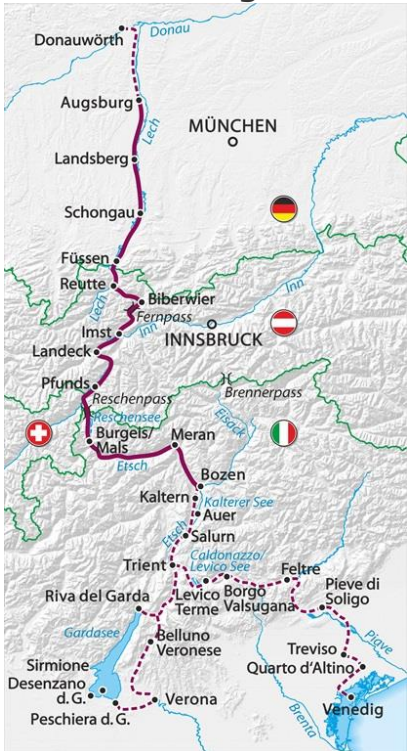 Donauwörth
Donau
Augsburg
Lech
MÜNCHEN
Landsberg
Schongau
Füssen
Reutte
Lech
Biberwier
Fernpass
Inn
Imst
Inn
INNSBRUCK
Landeck
Pfunds
Reschenpass
Brennerpass
Reschensee
Burgeis/
Mals
Meran
Eisack
Etsch
Bozen
Kaltern
Kalterer See
Auer
Etsch
Salurn
Trient
Caldonazzo/
Levico See
Feltre
Levico
Terme
Borgo
Valsugana
Pieve di
Soligo
Riva del Garda
Gardasee
Belluno
Veronese
Piave
Treviso
Quarto d'Altino
Sirmione
Desenzano
d. G.
Peschiera d. G.
Verona
Brenta
Venedig